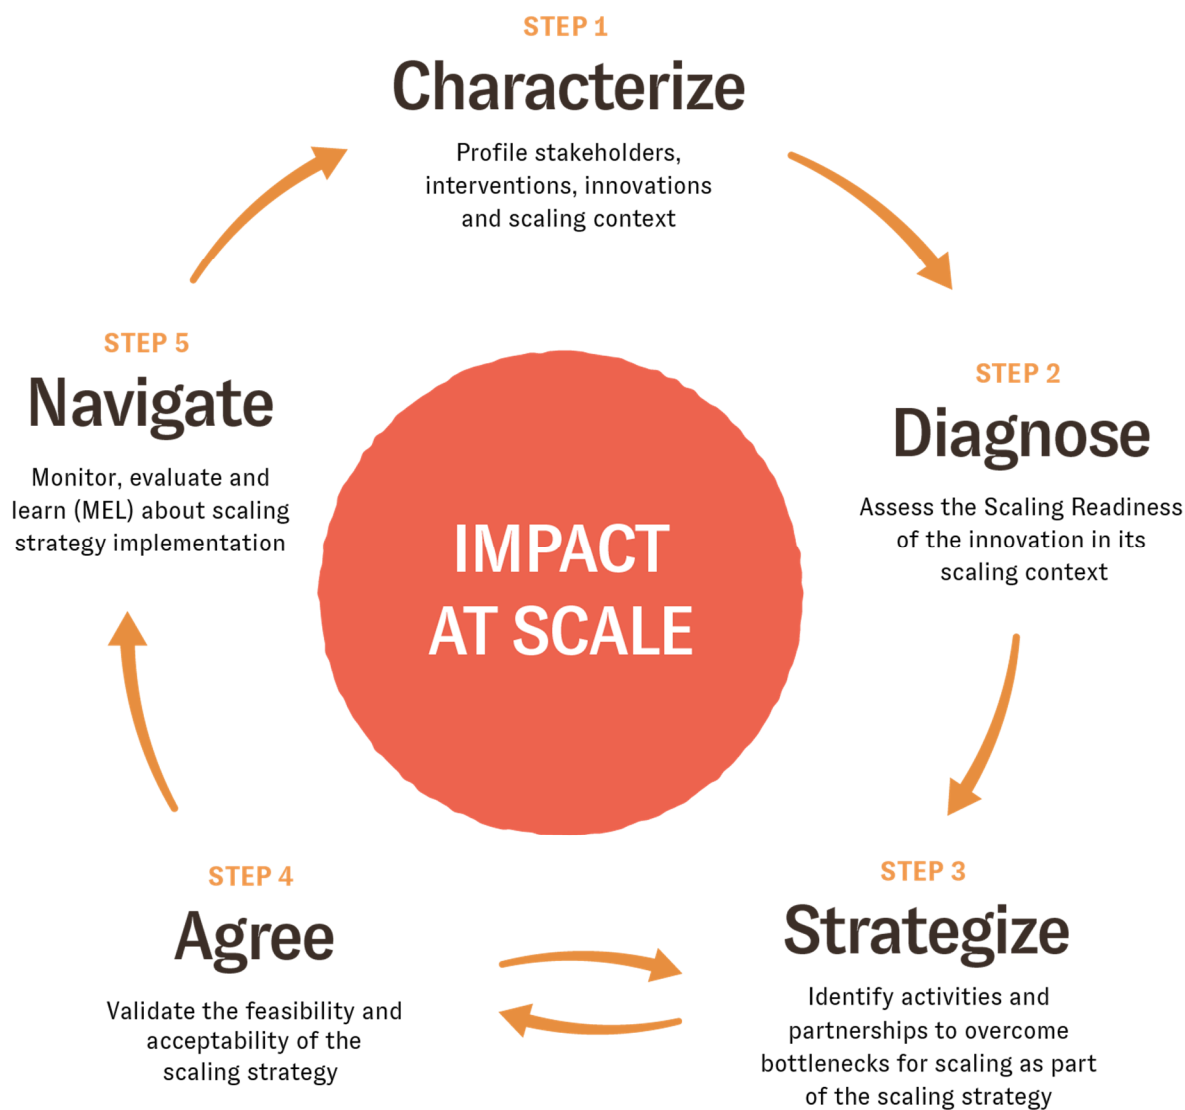 STEP 1
Characterize
Profile stakeholders,
interventions, innovations
and scaling context
STEP 2
Diagnose
Assess the Scaling Readiness
of the innovation in its
scaling context
STEP 3
Strategize
Identify activities and
partnerships to overcome
bottlenecks for scaling as part
of the scaling strategy
STEP 4
Agree
Validate the feasibility and
acceptability of the
scaling strategy
STEP 5
Navigate
Monitor, evaluate and
learn (MEL) about scaling
strategy implementation
IMPACT
AT SCALE